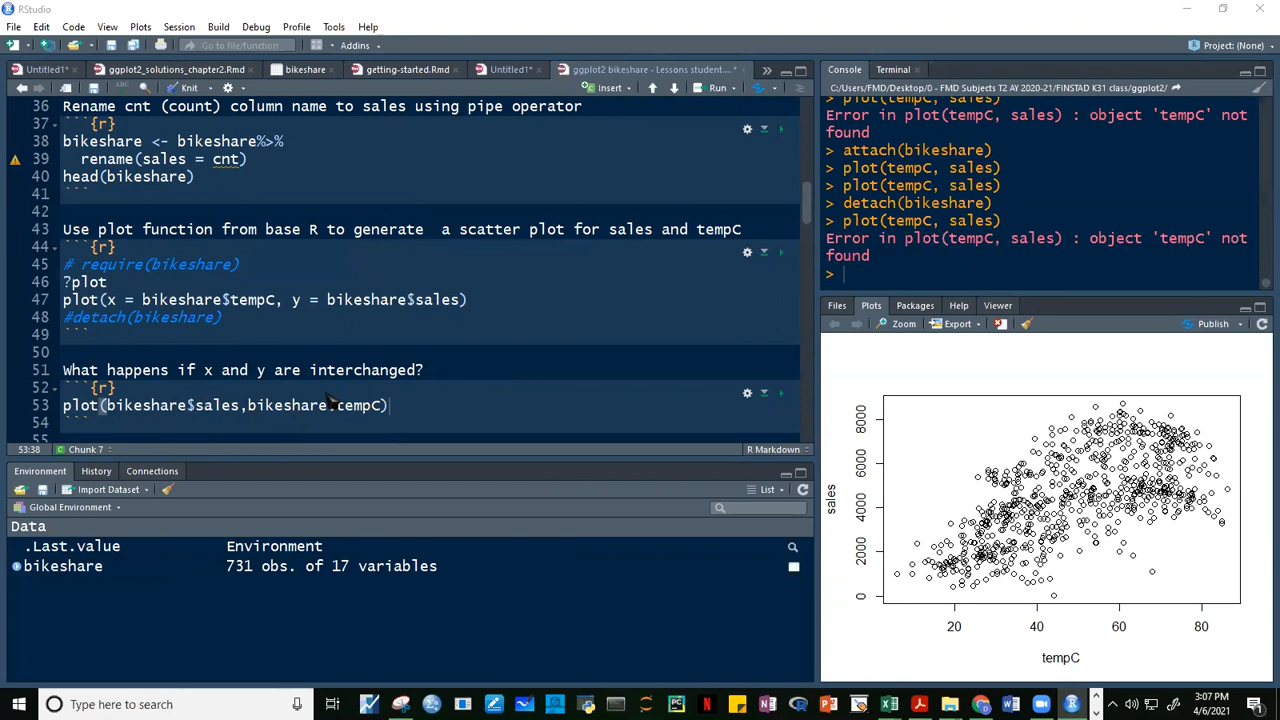 RStudio
File Edit Code View Plots Session Build Debug Profile Tools Help
Go to file/function Addins Project: (None)
Untitled1* ggplot2_solutions_chapter2.Rmd bikeshare getting-started.Rmd Untitled1* ggplot2 bikeshare - Lessons student....*
Knit Insert Run
36 Rename cnt (count) column name to sales using pipe operator
37 ```{r}
38 bikeshare <- bikeshare%>%
39 rename(sales = cnt)
40 head(bikeshare)
41 ```
42
43 Use plot function from base R to generate a scatter plot for sales and tempC
44 ```{r}
45 # require(bikeshare)
46 ?plot
47 plot(x = bikeshare$tempC, y = bikeshare$sales)
48 #detach(bikeshare)
49 ```
50
51 What happens if x and y are interchanged?
52 ```{r}
53 plot(bikeshare$sales,bikeshare$tempC)
54 ```
55
53:38 Chunk 7 R Markdown
Environment History Connections
Import Dataset List
Global Environment
Data
.Last.value Environment
bikeshare 731 obs. of 17 variables
Console Terminal
C:/Users/FMD/Desktop/0 - FMD Subjects T2 AY 2020-21/FINSTAD K31 class/ggplot2/
> plot(tempC, sales)
Error in plot(tempC, sales) : object 'tempC' not
found
> attach(bikeshare)
> plot(tempC, sales)
> plot(tempC, sales)
> detach(bikeshare)
> plot(tempC, sales)
Error in plot(tempC, sales) : object 'tempC' not
found
>
Files Plots Packages Help Viewer
Zoom Export Publish
8000
6000
4000
2000
0
sales
20 40 60 80
tempC
Type here to search
3:07 PM
4/6/2021